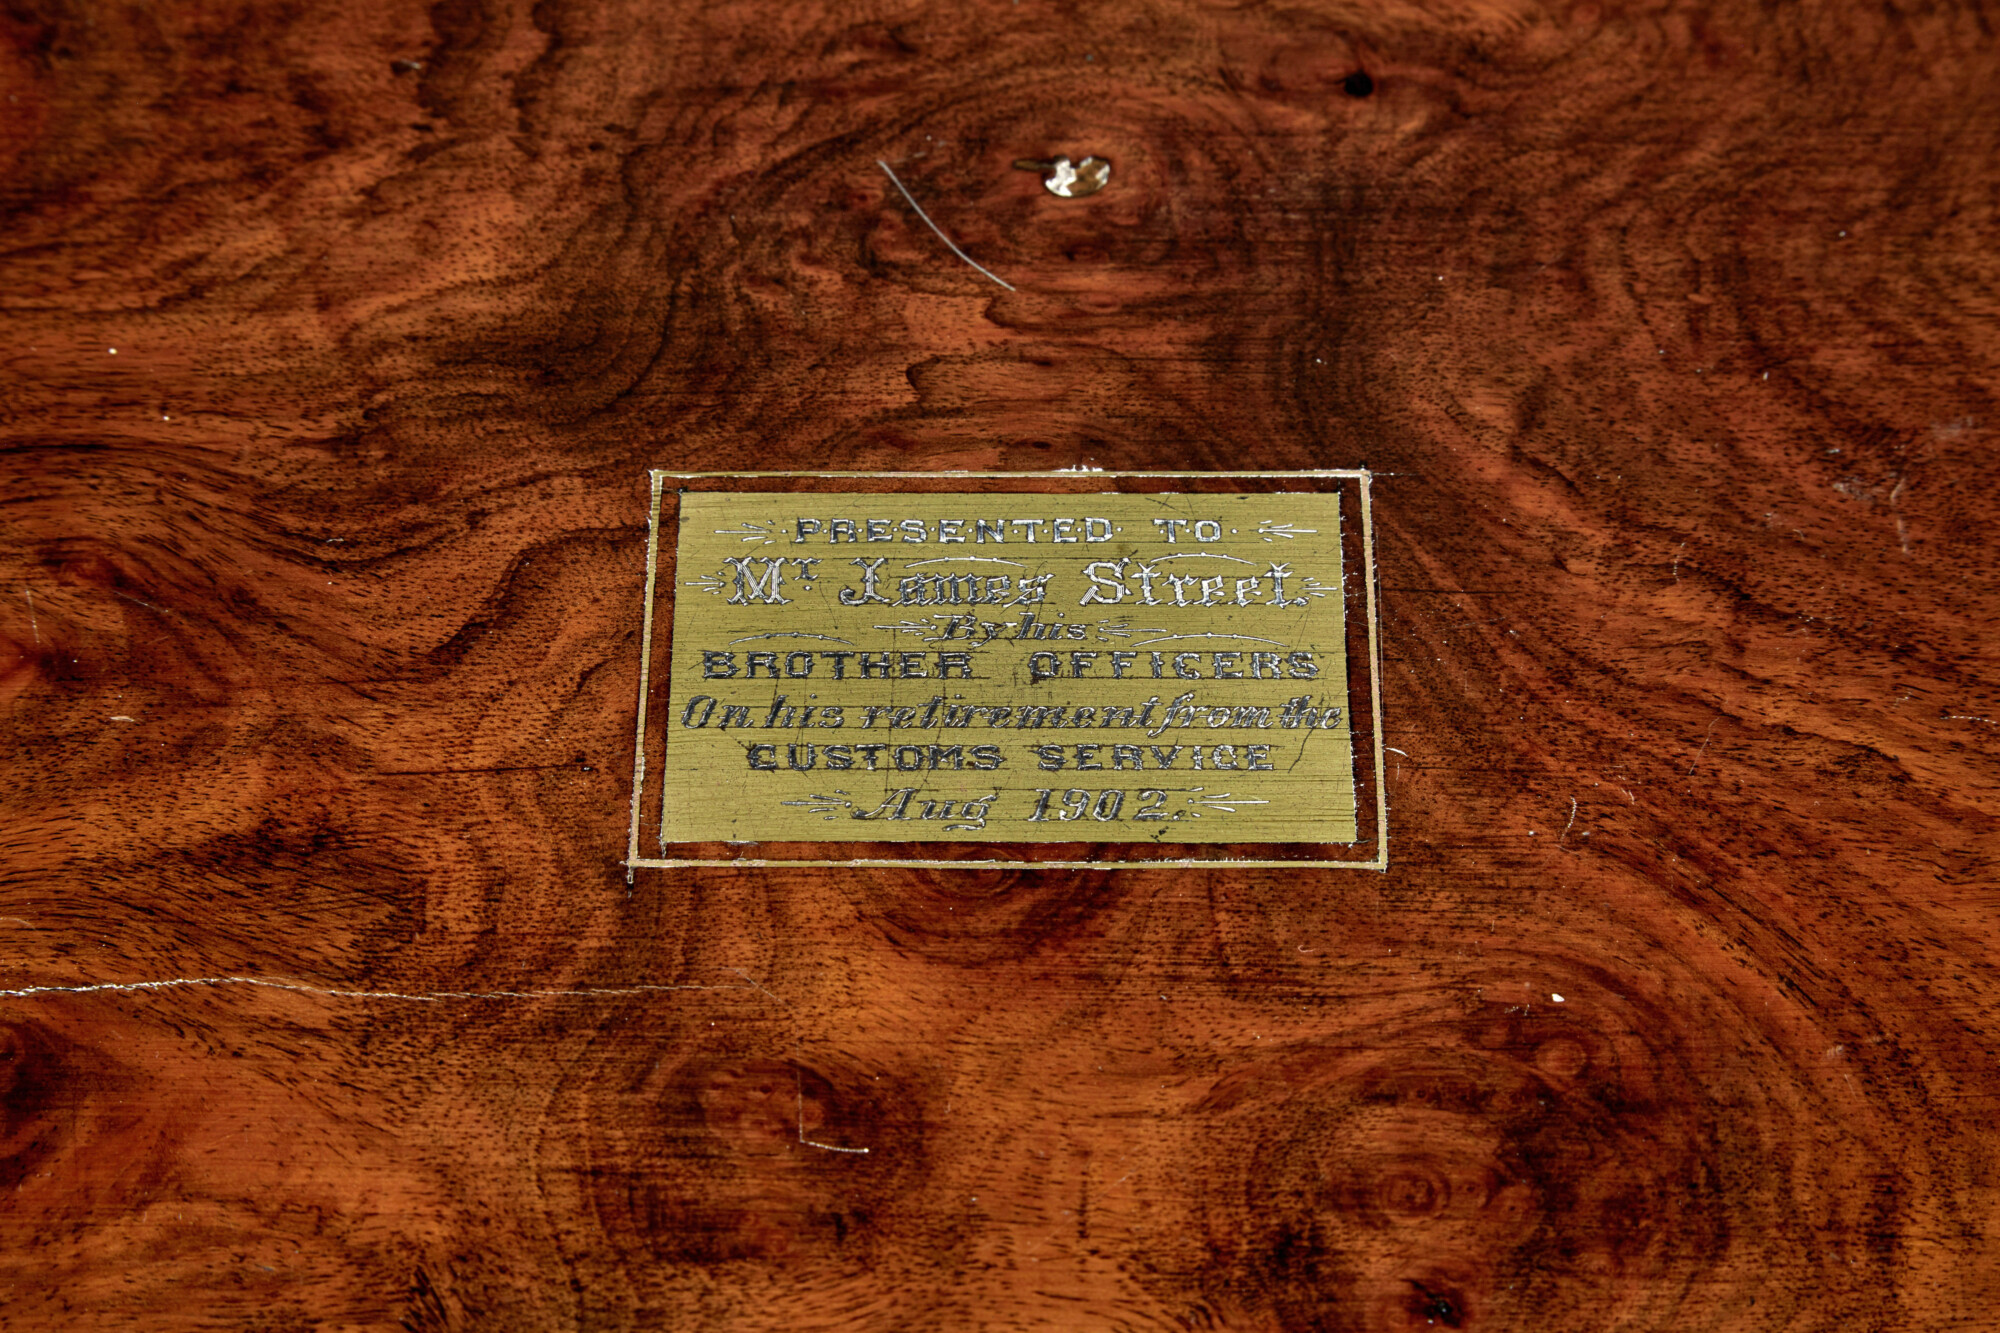 PRESENTED TO
Mr. James Street.
By his
BROTHER OFFICERS
On his retirement from the
CUSTOMS SERVICE
Aug 1902.